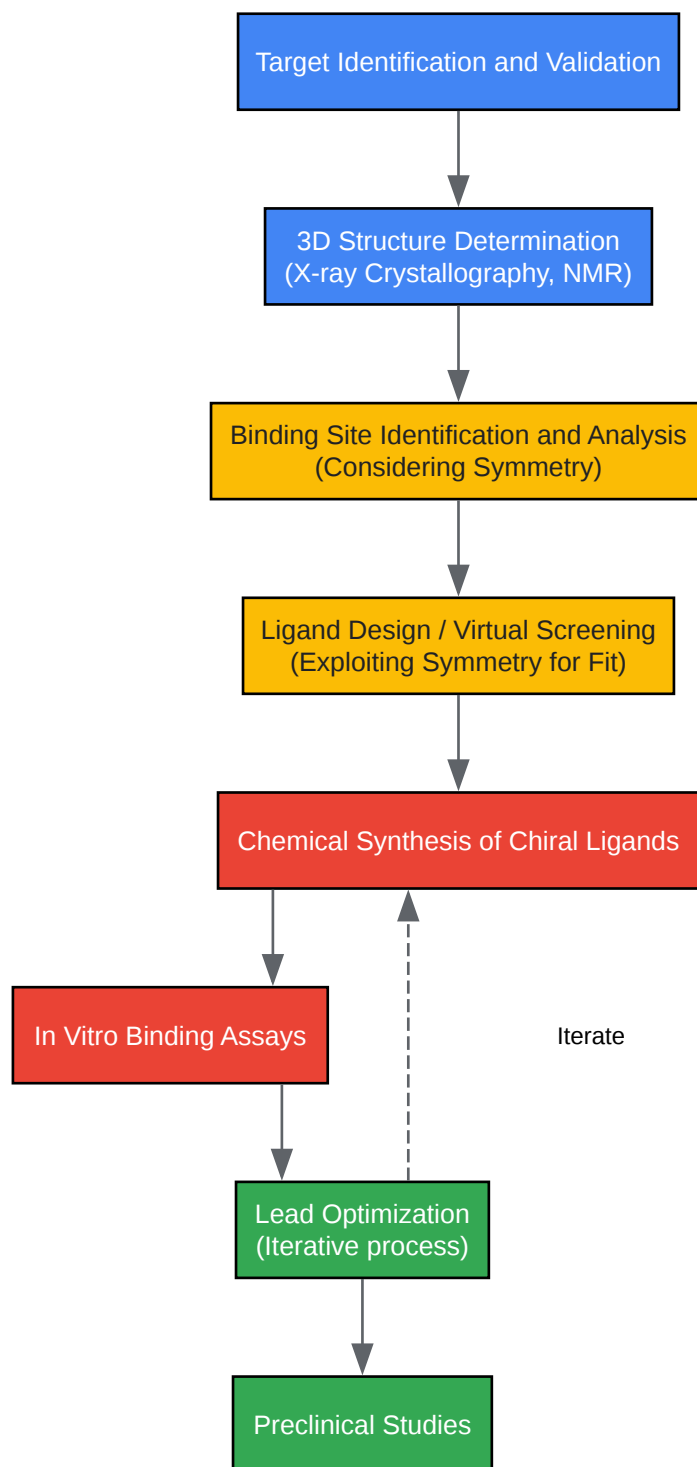 Target Identification and Validation
3D Structure Determination
(X-ray Crystallography, NMR)
Binding Site Identification and Analysis
(Considering Symmetry)
Ligand Design / Virtual Screening
(Exploiting Symmetry for Fit)
Chemical Synthesis of Chiral Ligands
In Vitro Binding Assays
Iterate
Lead Optimization
(Iterative process)
Preclinical Studies